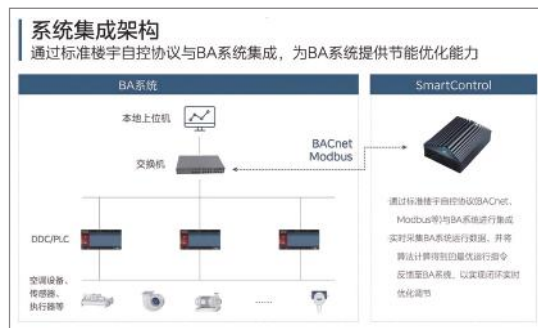 系统集成架构
通过标准楼宇自控协议与BA系统集成，为BA系统提供节能优化能力
BA系统
本地上位机
交换机
BACnet
Modbus
DDC/PLC
空调设备、
传感器、
执行器等
......
SmartControl
通过标准楼宇自控协议(BACnet、
Modbus等)与BA系统进行集成
实时采集BA系统运行数据，并将
算法计算得到的最优运行指令
反馈至BA系统，以实现闭环实时
优化调节